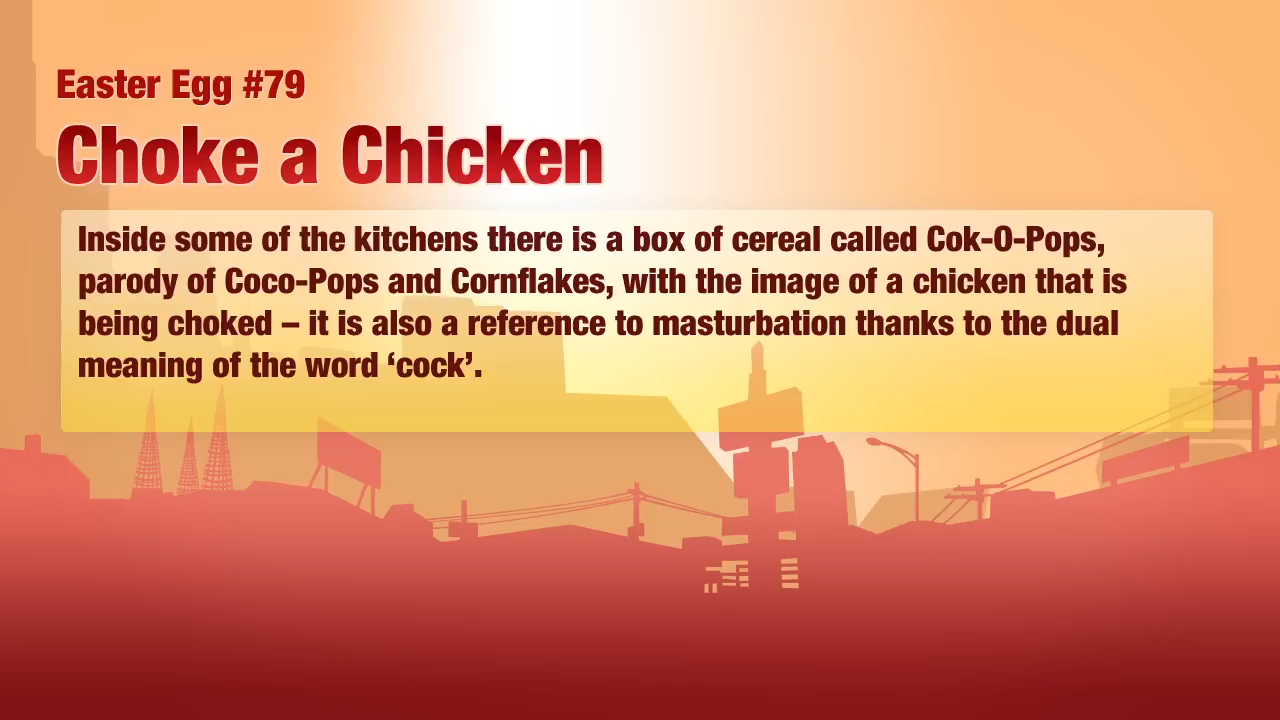 Easter Egg #79
Choke a Chicken
Inside some of the kitchens there is a box of cereal called Cok-O-Pops,
parody of Coco-Pops and Cornflakes, with the image of a chicken that is
being choked – it is also a reference to masturbation thanks to the dual
meaning of the word ‘cock’.